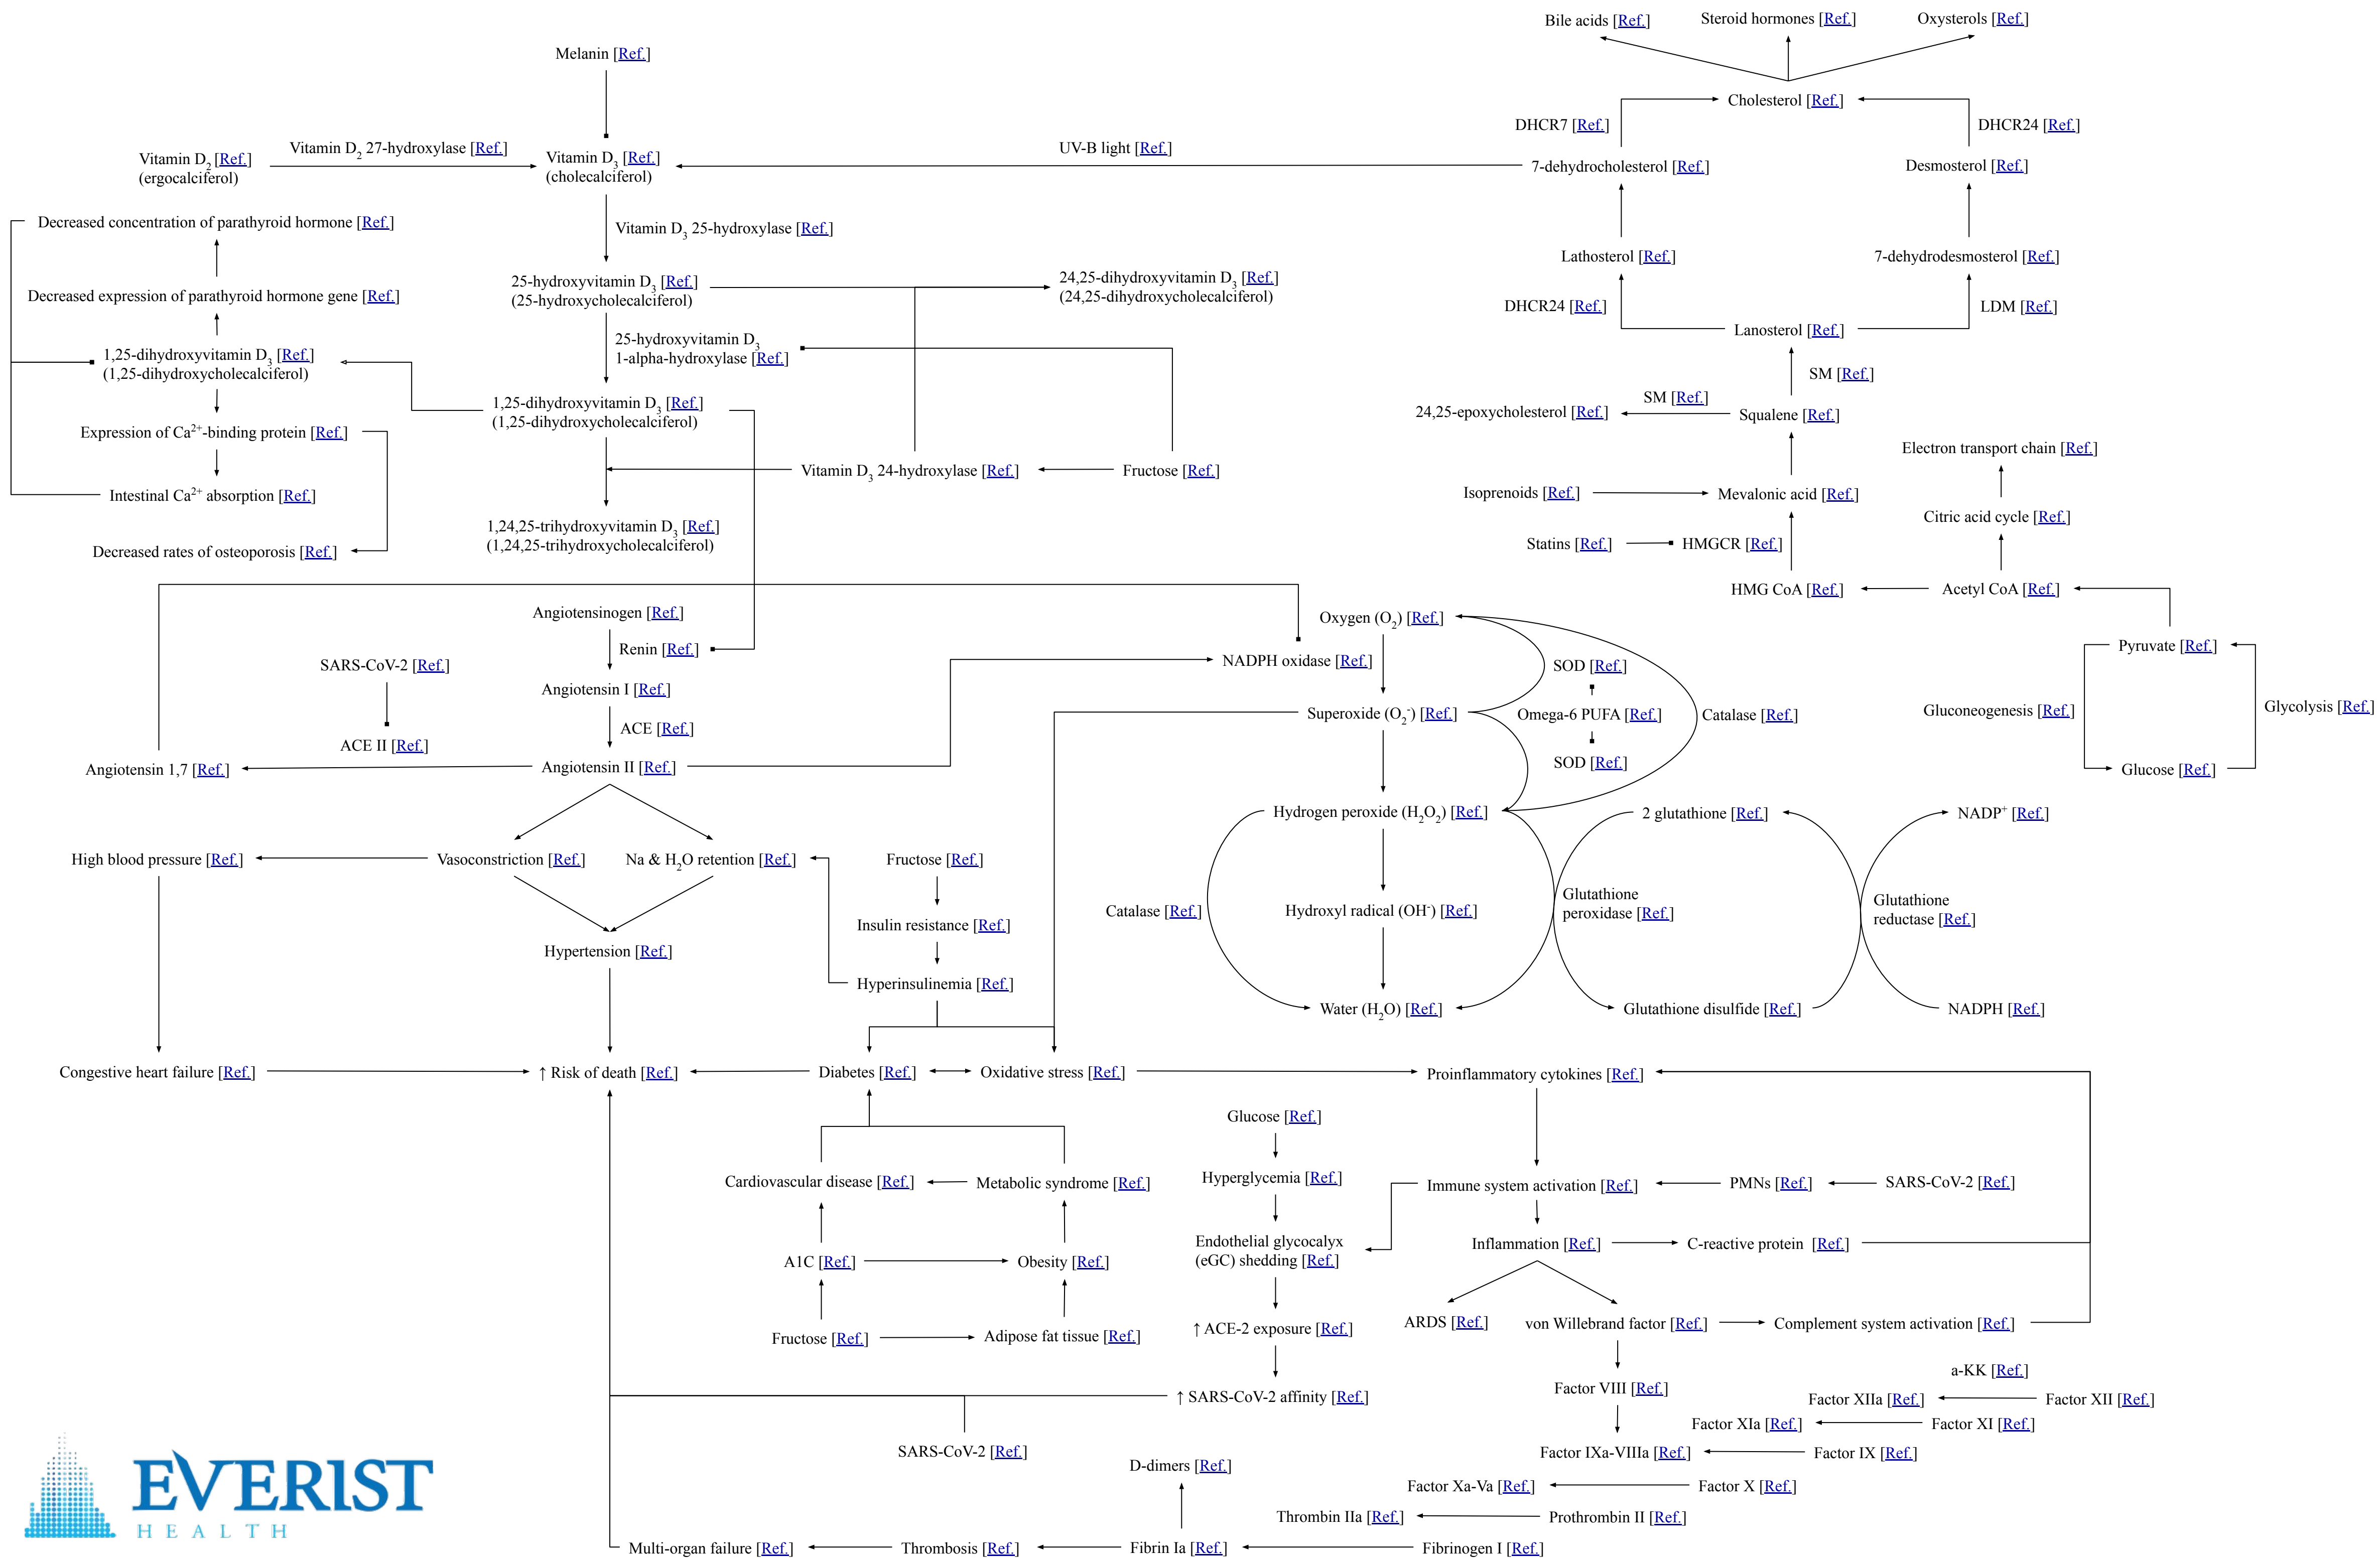 Bile acids [Ref.]
Steroid hormones [Ref.]
Oxysterols [Ref.]
Melanin [Ref.]
Cholesterol [Ref.]
DHCR7 [Ref.]
DHCR24 [Ref.]
Vitamin D2 [Ref.]
(ergocalciferol)
Vitamin D2 27-hydroxylase [Ref.]
Vitamin D3 [Ref.]
(cholecalciferol)
UV-B light [Ref.]
7-dehydrocholesterol [Ref.]
Desmosterol [Ref.]
Decreased concentration of parathyroid hormone [Ref.]
Vitamin D3 25-hydroxylase [Ref.]
Lathosterol [Ref.]
7-dehydrodesmosterol [Ref.]
Decreased expression of parathyroid hormone gene [Ref.]
25-hydroxyvitamin D3 [Ref.]
(25-hydroxycholecalciferol)
24,25-dihydroxyvitamin D3 [Ref.]
(24,25-dihydroxycholecalciferol)
DHCR24 [Ref.]
LDM [Ref.]
Lanosterol [Ref.]
25-hydroxyvitamin D3
1-alpha-hydroxylase [Ref.]
1,25-dihydroxyvitamin D3 [Ref.]
(1,25-dihydroxycholecalciferol)
SM [Ref.]
1,25-dihydroxyvitamin D3 [Ref.]
(1,25-dihydroxycholecalciferol)
24,25-epoxycholesterol [Ref.]
SM [Ref.]
Squalene [Ref.]
Expression of Ca2+-binding protein [Ref.]
Electron transport chain [Ref.]
Vitamin D3 24-hydroxylase [Ref.]
Fructose [Ref.]
Intestinal Ca2+ absorption [Ref.]
Isoprenoids [Ref.]
Mevalonic acid [Ref.]
Citric acid cycle [Ref.]
1,24,25-trihydroxyvitamin D3 [Ref.]
(1,24,25-trihydroxycholecalciferol)
Decreased rates of osteoporosis [Ref.]
Statins [Ref.]
HMGCR [Ref.]
HMG CoA [Ref.]
Acetyl CoA [Ref.]
Angiotensinogen [Ref.]
Oxygen (O2) [Ref.]
Renin [Ref.]
Pyruvate [Ref.]
SARS-CoV-2 [Ref.]
NADPH oxidase [Ref.]
SOD [Ref.]
Angiotensin I [Ref.]
Superoxide (O2-) [Ref.]
Omega-6 PUFA [Ref.]
Catalase [Ref.]
Gluconeogenesis [Ref.]
Glycolysis [Ref.]
ACE [Ref.]
ACE II [Ref.]
SOD [Ref.]
Angiotensin 1,7 [Ref.]
Angiotensin II [Ref.]
Glucose [Ref.]
Hydrogen peroxide (H2O2) [Ref.]
2 glutathione [Ref.]
NADP+ [Ref.]
High blood pressure [Ref.]
Vasoconstriction [Ref.]
Na & H2O retention [Ref.]
Fructose [Ref.]
Insulin resistance [Ref.]
Catalase [Ref.]
Hydroxyl radical (OH-) [Ref.]
Glutathione
peroxidase [Ref.]
Glutathione
reductase [Ref.]
Hypertension [Ref.]
Hyperinsulinemia [Ref.]
Water (H2O) [Ref.]
Glutathione disulfide [Ref.]
NADPH [Ref.]
Congestive heart failure [Ref.]
↑ Risk of death [Ref.]
Diabetes [Ref.]
Oxidative stress [Ref.]
Proinflammatory cytokines [Ref.]
Glucose [Ref.]
Cardiovascular disease [Ref.]
Metabolic syndrome [Ref.]
Hyperglycemia [Ref.]
Immune system activation [Ref.]
PMNs [Ref.]
SARS-CoV-2 [Ref.]
Endothelial glycocalyx
(eGC) shedding [Ref.]
Inflammation [Ref.]
C-reactive protein [Ref.]
A1C [Ref.]
Obesity [Ref.]
Fructose [Ref.]
Adipose fat tissue [Ref.]
↑ ACE-2 exposure [Ref.]
ARDS [Ref.]
von Willebrand factor [Ref.]
Complement system activation [Ref.]
a-KK [Ref.]
↑ SARS-CoV-2 affinity [Ref.]
Factor VIII [Ref.]
Factor XIIa [Ref.]
Factor XII [Ref.]
Factor XIa [Ref.]
Factor XI [Ref.]
SARS-CoV-2 [Ref.]
Factor IXa-VIIIa [Ref.]
Factor IX [Ref.]
D-dimers [Ref.]
Factor Xa-Va [Ref.]
Factor X [Ref.]
Thrombin IIa [Ref.]
Prothrombin II [Ref.]
Multi-organ failure [Ref.]
Thrombosis [Ref.]
Fibrin Ia [Ref.]
Fibrinogen I [Ref.]
EVERIST
HEALTH